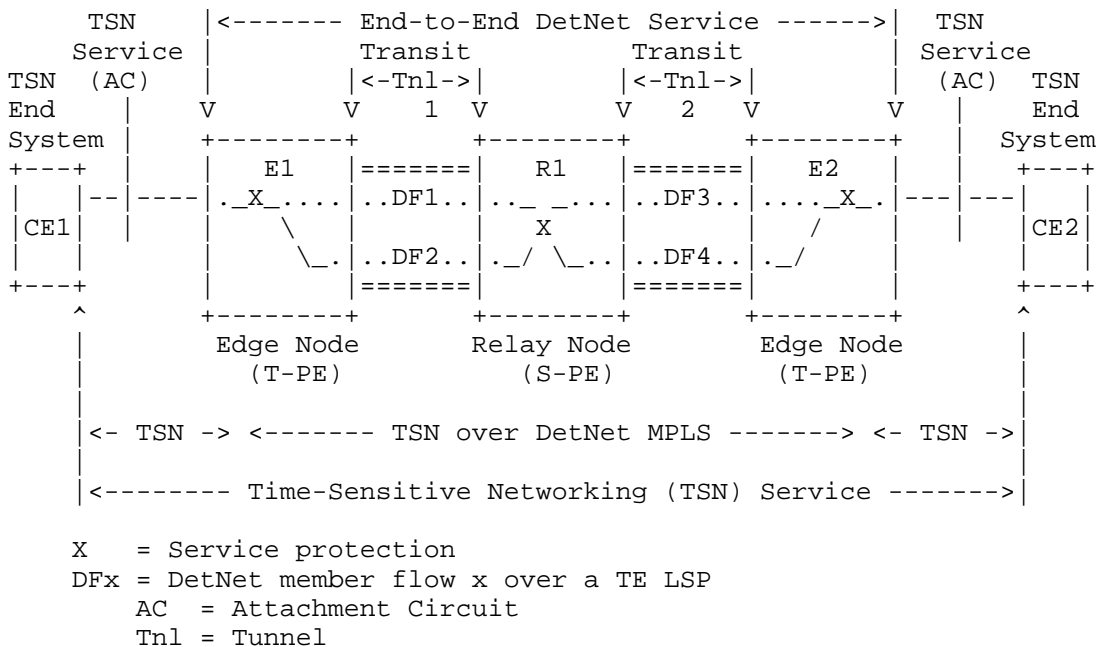 TSN      |<------- End-to-End DetNet Service ------>|  TSN
     Service   |         Transit          Transit         | Service
TSN   (AC)     |        |<-Tnl->|        |<-Tnl->|        |  (AC)  TSN
End     |      V        V   1   V        V   2   V        V   |    End
System  |      +--------+       +--------+       +--------+   |  System
+---+   |      |   E1   |=======|   R1   |=======|   E2   |   |   +---+
|   |--|----|._X_....|..DF1..|.._ _...|..DF3..|...._X_.|---|---|   |
|CE1|   |      |    \   |       |   X    |       |   /    |   |   |CE2|
|   |          |     \_.|..DF2..|._/ \_..|..DF4..|._/     |       |   |
+---+          |        |=======|        |=======|        |       +---+
    ^          +--------+       +--------+       +--------+       ^
    |          Edge Node        Relay Node       Edge Node        |
    |            (T-PE)           (S-PE)          (T-PE)          |
    |                                                             |
    |<- TSN -> <------- TSN over DetNet MPLS -------> <- TSN ->|
    |                                                             |
    |<-------- Time-Sensitive Networking (TSN) Service ------->|
X   = Service protection
DFx = DetNet member flow x over a TE LSP
AC  = Attachment Circuit
Tnl = Tunnel